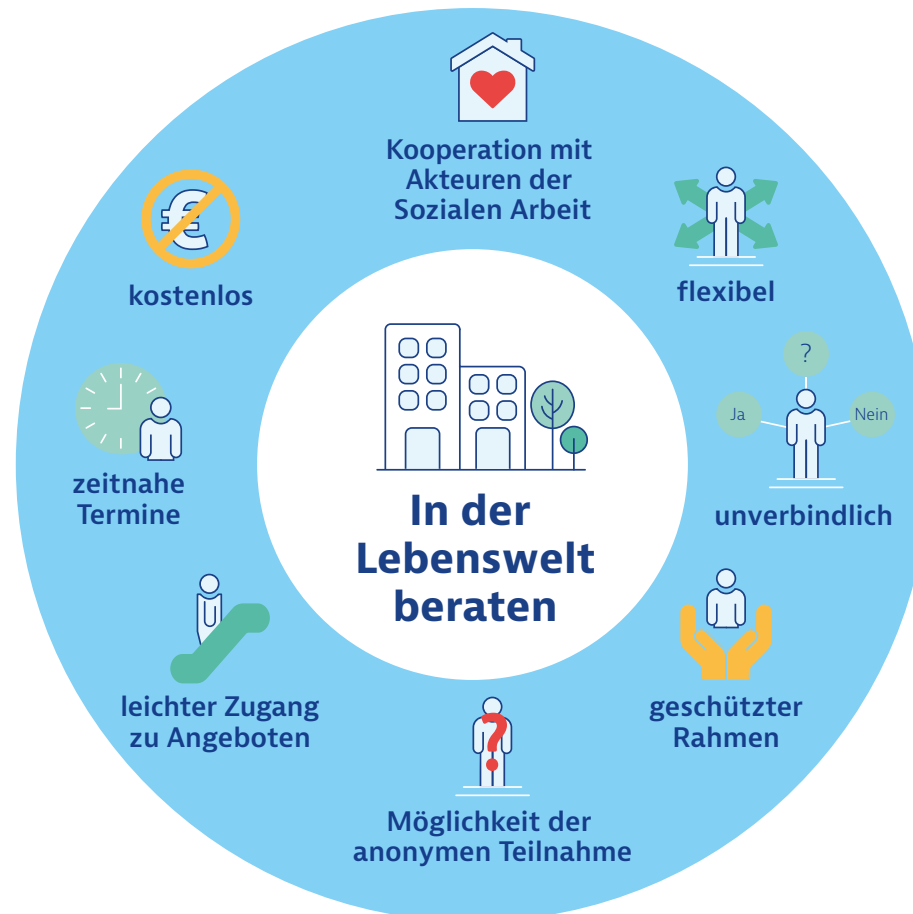 Kooperation mit
Akteuren der
Sozialen Arbeit
flexibel
?
Ja
Nein
unverbindlich
geschützter
Rahmen
?
Möglichkeit der
anonymen Teilnahme
leichter Zugang
zu Angeboten
zeitnahe
Termine
€
kostenlos
In der
Lebenswelt
beraten